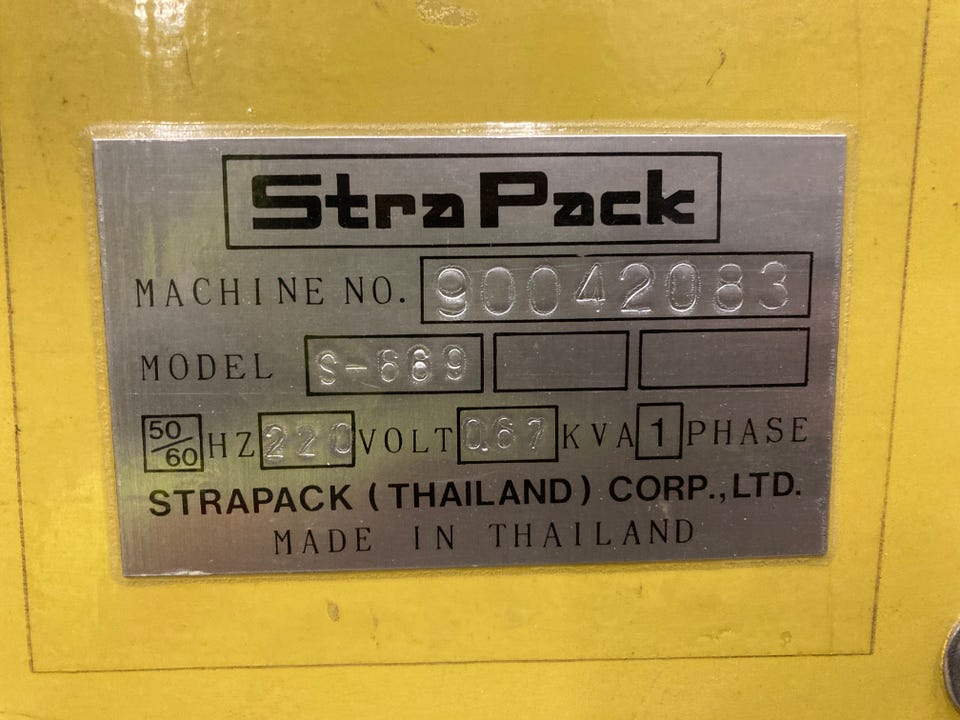 StraPack
MACHINE NO. 90042083
MODEL S-669
50/60 HZ 220 VOLT 0.67 KVA 1 PHASE
STRAPACK (THAILAND) CORP.,LTD.
MADE IN THAILAND